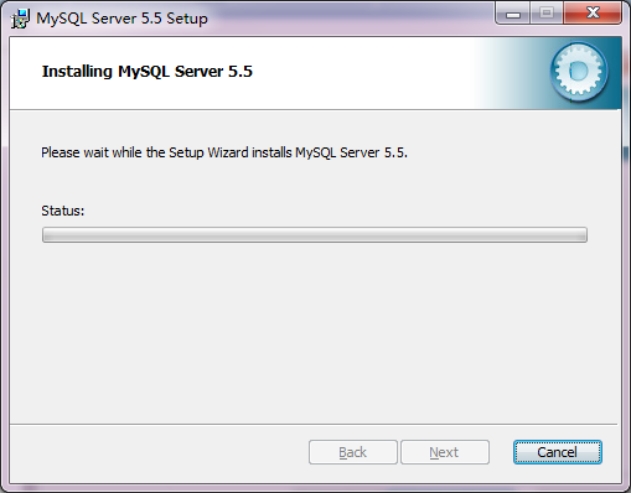 MySQL Server 5.5 Setup
Installing MySQL Server 5.5
Please wait while the Setup Wizard installs MySQL Server 5.5.
Status:
Back
Next
Cancel